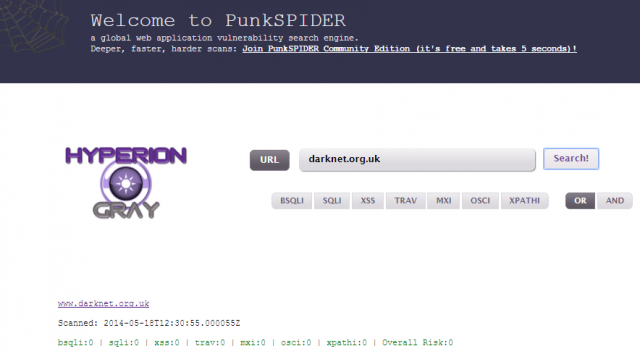 Welcome to PunkSPIDER
a global web application vulnerability search engine.
Deeper, faster, harder scans: Join PunkSPIDER Community Edition (it's free and takes 5 seconds)!
HYPERION
GRAY
URL darknet.org.uk Search!
BSQLI SQLI XSS TRAV MXI OSCI XPATHI OR AND
www.darknet.org.uk
Scanned: 2014-05-18T12:30:55.000055Z
bsqli:0 | sqli:0 | xss:0 | trav:0 | mxi:0 | osci:0 | xpathi:0 | Overall Risk:0